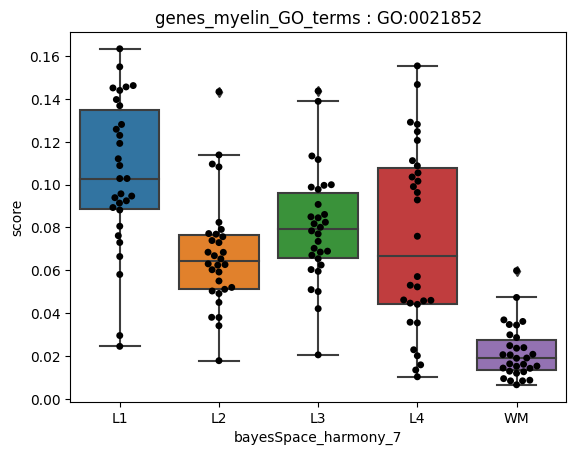 genes_myelin_GO_terms : GO:0021852
0.16
0.14
0.12
0.10
0.08
0.06
0.04
0.02
0.00
score
L1 L2 L3 L4 WM
bayesSpace_harmony_7